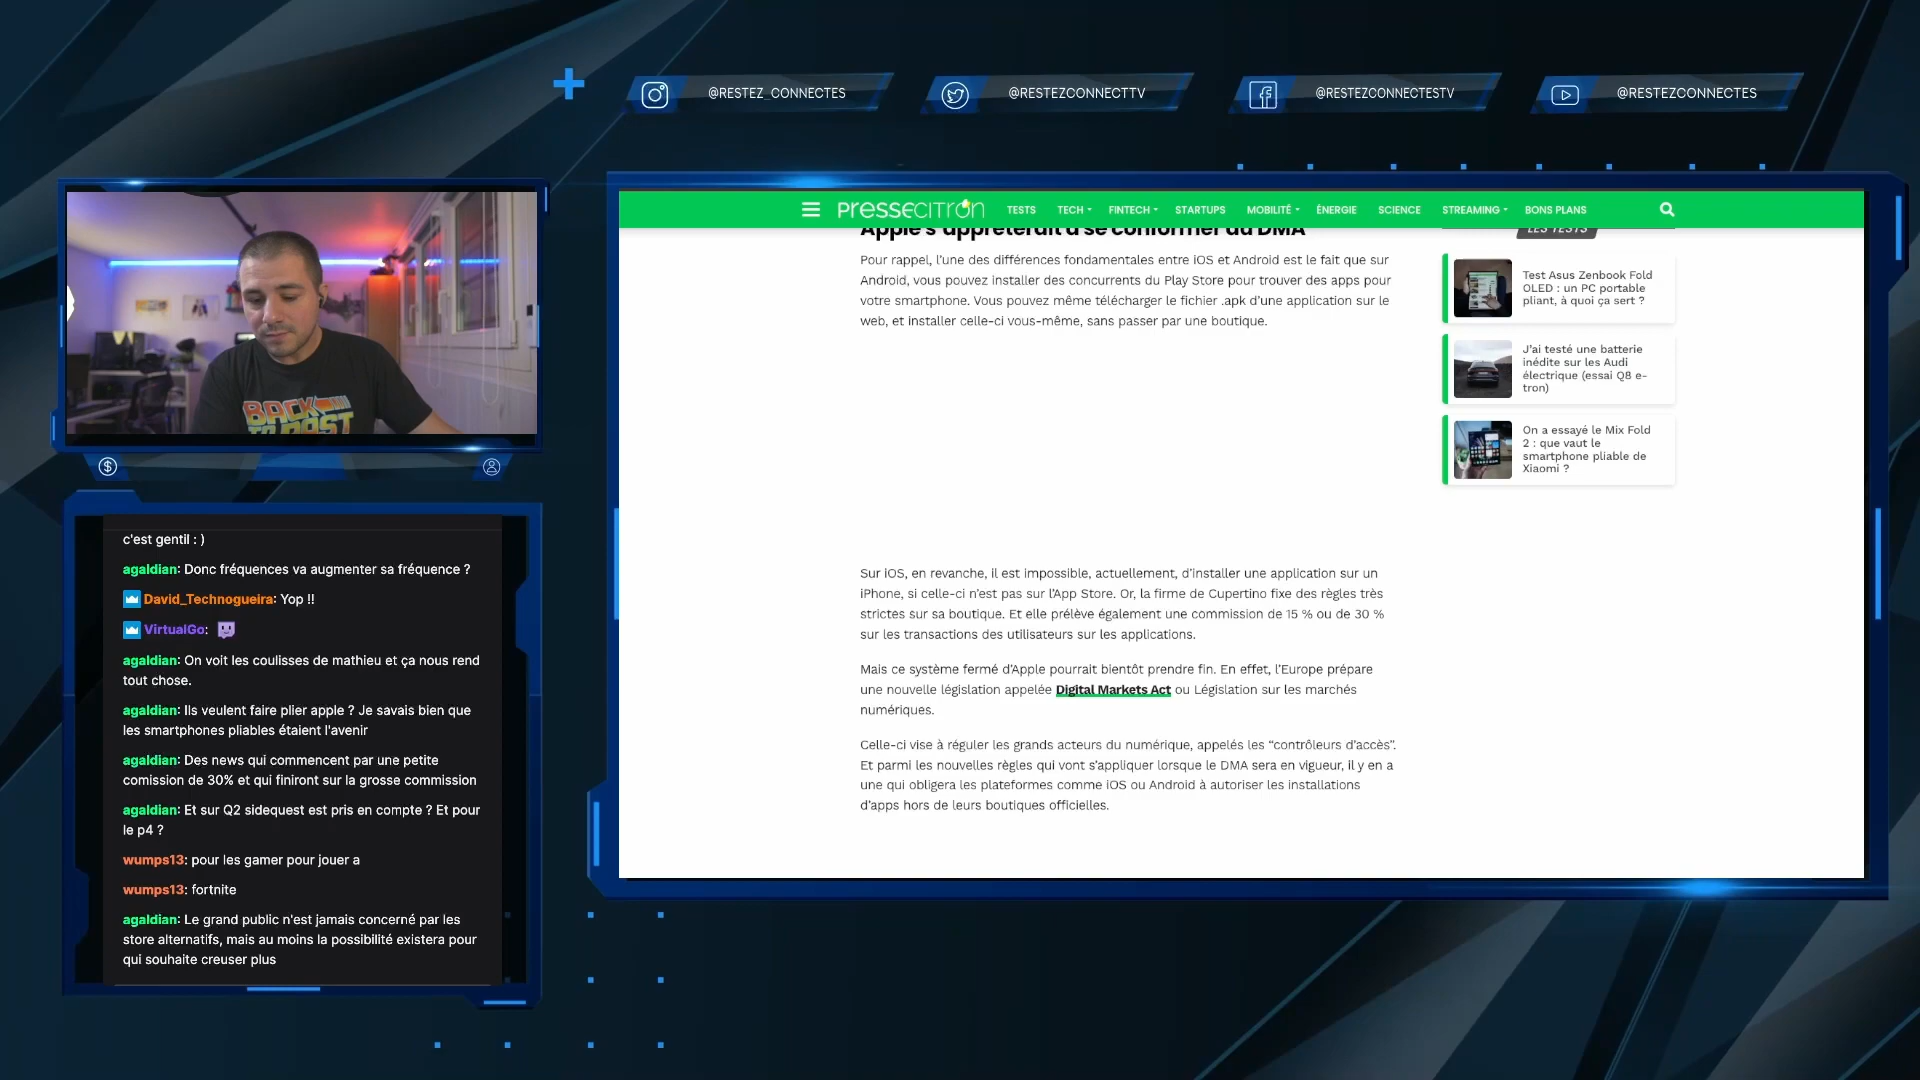 @RESTEZ_CONNECTES
@RESTEZCONNECTTV
@RESTEZCONNECTESTV
@RESTEZCONNECTES
PRESSECITRON
TESTS
TECH
FINTECH
STARTUPS
MOBILITÉ
ÉNERGIE
SCIENCE
STREAMING
BONS PLANS
Apple s'apprêterait à se conformer au DMA
Pour rappel, l'une des différences fondamentales entre iOS et Android est le fait que sur
Android, vous pouvez installer des concurrents du Play Store pour trouver des apps pour
votre smartphone. Vous pouvez même télécharger le fichier .apk d'une application sur le
web, et installer celle-ci vous-même, sans passer par une boutique.
Sur iOS, en revanche, il est impossible, actuellement, d'installer une application sur un
iPhone, si celle-ci n'est pas sur l'App Store. Or, la firme de Cupertino fixe des règles très
strictes sur sa boutique. Et elle prélève également une commission de 15 % ou de 30 %
sur les transactions des utilisateurs sur les applications.
Mais ce système fermé d'Apple pourrait bientôt prendre fin. En effet, l'Europe prépare
une nouvelle législation appelée Digital Markets Act ou Législation sur les marchés
numériques.
Celle-ci vise à réguler les grands acteurs du numérique, appelés les “contrôleurs d'accès”.
Et parmi les nouvelles règles qui vont s'appliquer lorsque le DMA sera en vigueur, il y en a
une qui obligera les plateformes comme iOS ou Android à autoriser les installations
d'apps hors de leurs boutiques officielles.
LES TESTS
Test Asus Zenbook Fold
OLED : un PC portable
pliant, à quoi ça sert ?
J'ai testé une batterie
inédite sur les Audi
électrique (essai Q8 e-
tron)
On a essayé le Mix Fold
2 : que vaut le
smartphone pliable de
Xiaomi ?
BACK
TO PAST
c'est gentil : )
agaldian: Donc fréquences va augmenter sa fréquence ?
David_Technogueira: Yop !!
VirtualGo:
agaldian: On voit les coulisses de mathieu et ça nous rend
tout chose.
agaldian: Ils veulent faire plier apple ? Je savais bien que
les smartphones pliables étaient l'avenir
agaldian: Des news qui commencent par une petite
comission de 30% et qui finiront sur la grosse commission
agaldian: Et sur Q2 sidequest est pris en compte ? Et pour
le p4 ?
wumps13: pour les gamer pour jouer a
wumps13: fortnite
agaldian: Le grand public n'est jamais concerné par les
store alternatifs, mais au moins la possibilité existera pour
qui souhaite creuser plus